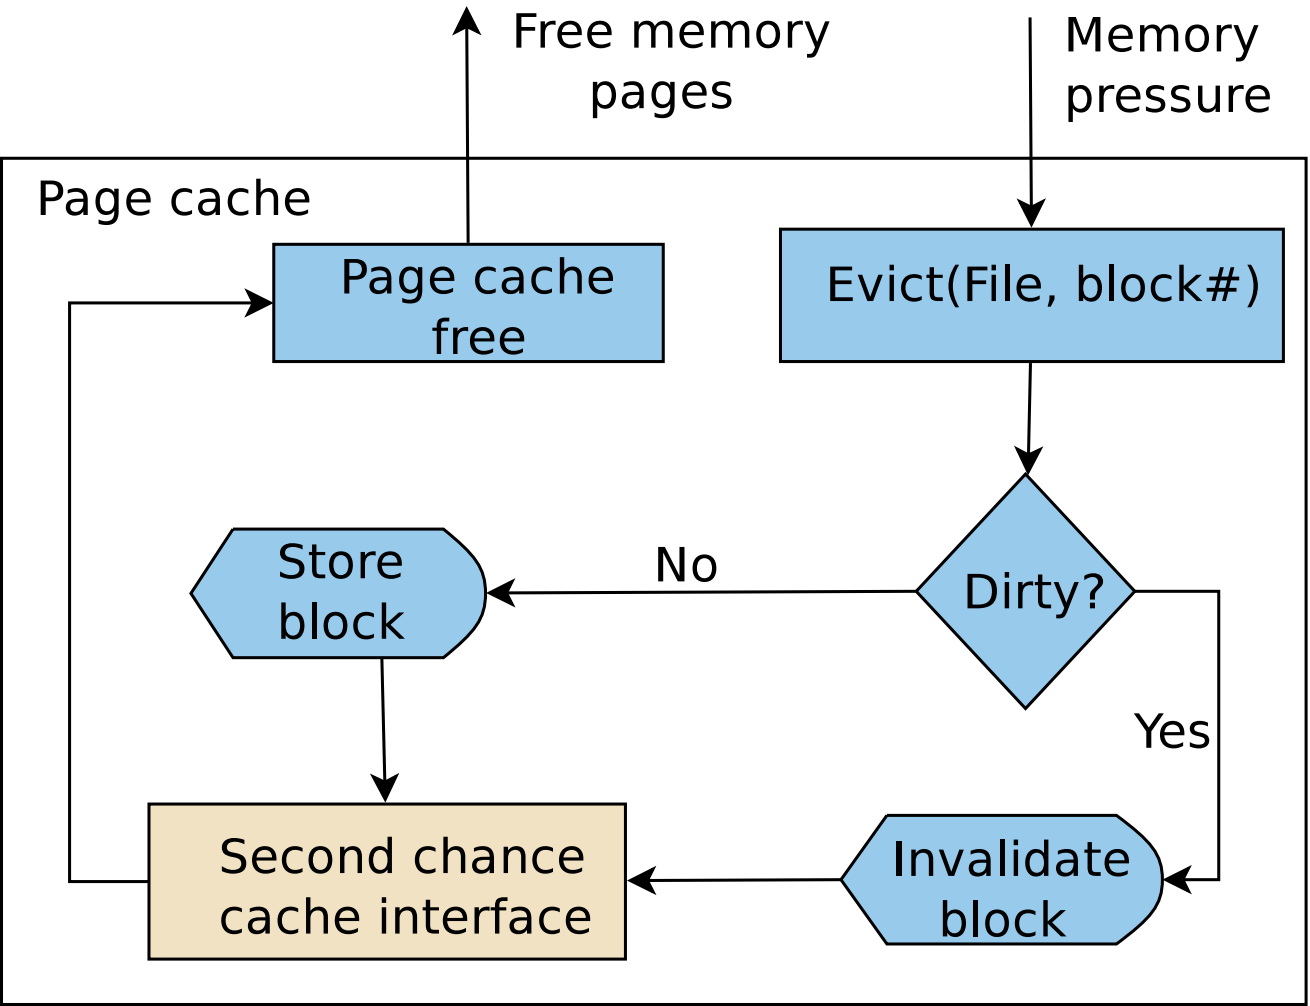 Free memory
pages
Memory
pressure
Page cache
Page cache
free
Evict(File, block#)
Store
block
No
Dirty?
Yes
Second chance
cache interface
Invalidate
block